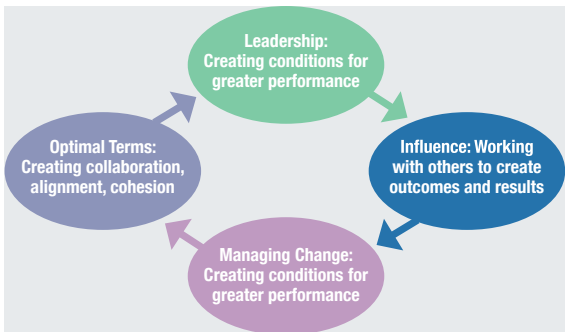 Leadership:
Creating conditions for
greater performance
Optimal Terms:
Creating collaboration,
alignment, cohesion
Influence: Working
with others to create
outcomes and results
Managing Change:
Creating conditions for
greater performance